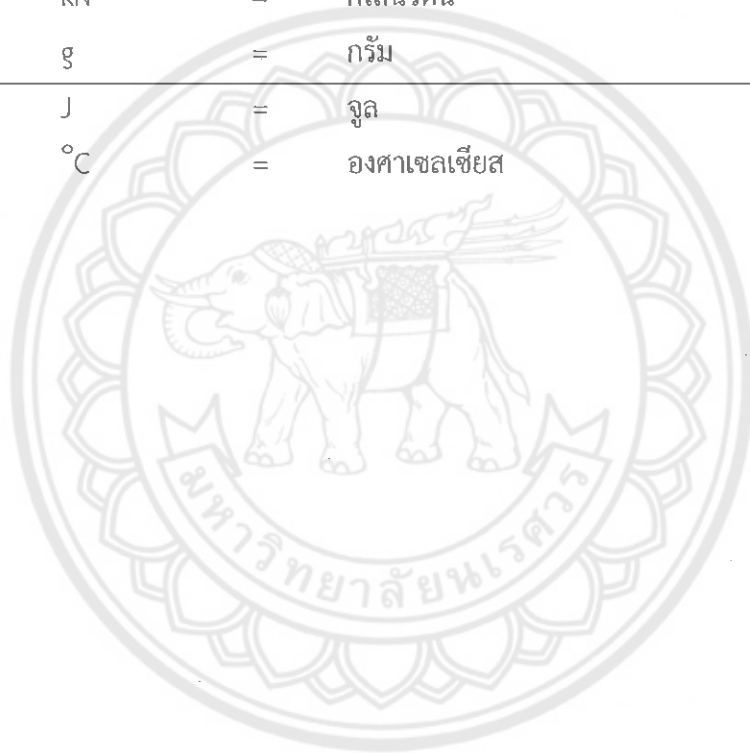 g = กรัม
J = จูล
°C = องศาเซลเซียส
มหาวิทยาลัยนเรศวร